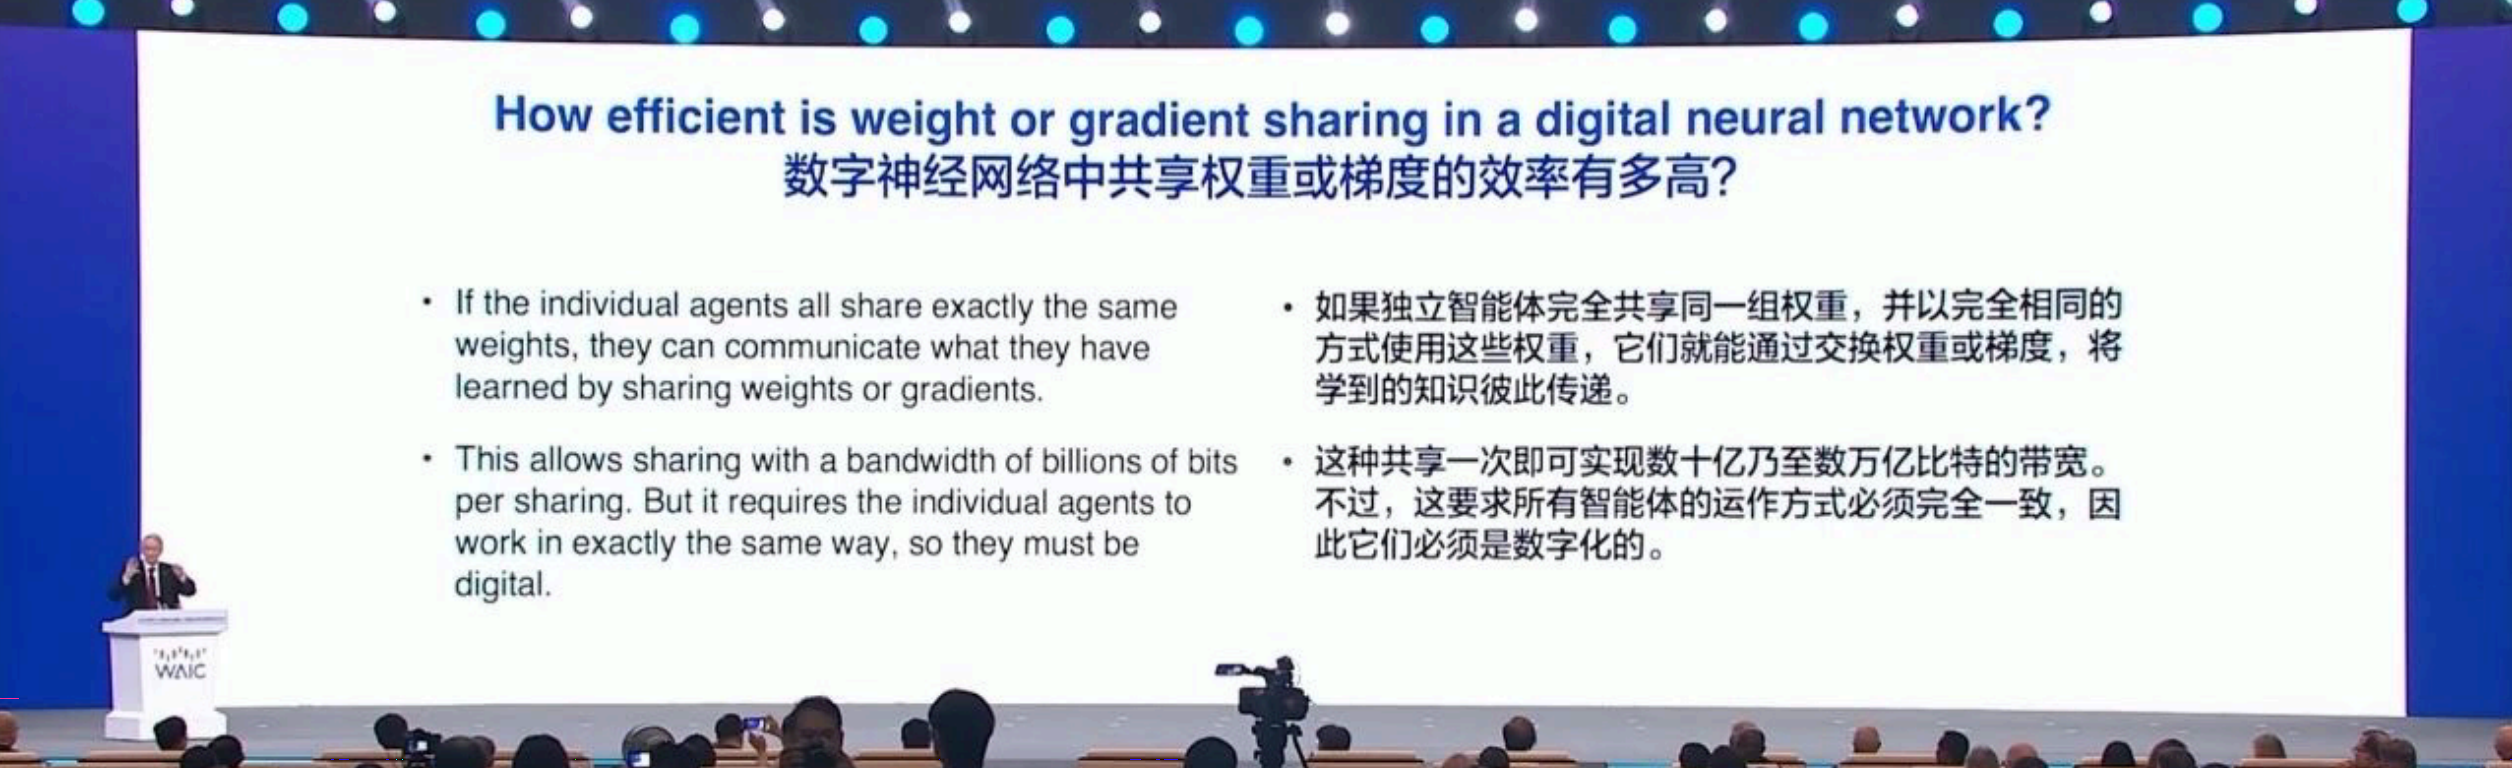 How efficient is weight or gradient sharing in a digital neural network?
数字神经网络中共享权重或梯度的效率有多高?
• If the individual agents all share exactly the same
weights, they can communicate what they have
learned by sharing weights or gradients.
• This allows sharing with a bandwidth of billions of bits
per sharing. But it requires the individual agents to
work in exactly the same way, so they must be
digital.
• 如果独立智能体完全共享同一组权重，并以完全相同的
方式使用这些权重，它们就能通过交换权重或梯度，将
学到的知识彼此传递。
• 这种共享一次即可实现数十亿乃至数万亿比特的带宽。
不过，这要求所有智能体的运作方式必须完全一致，因
此它们必须是数字化的。
WAIC